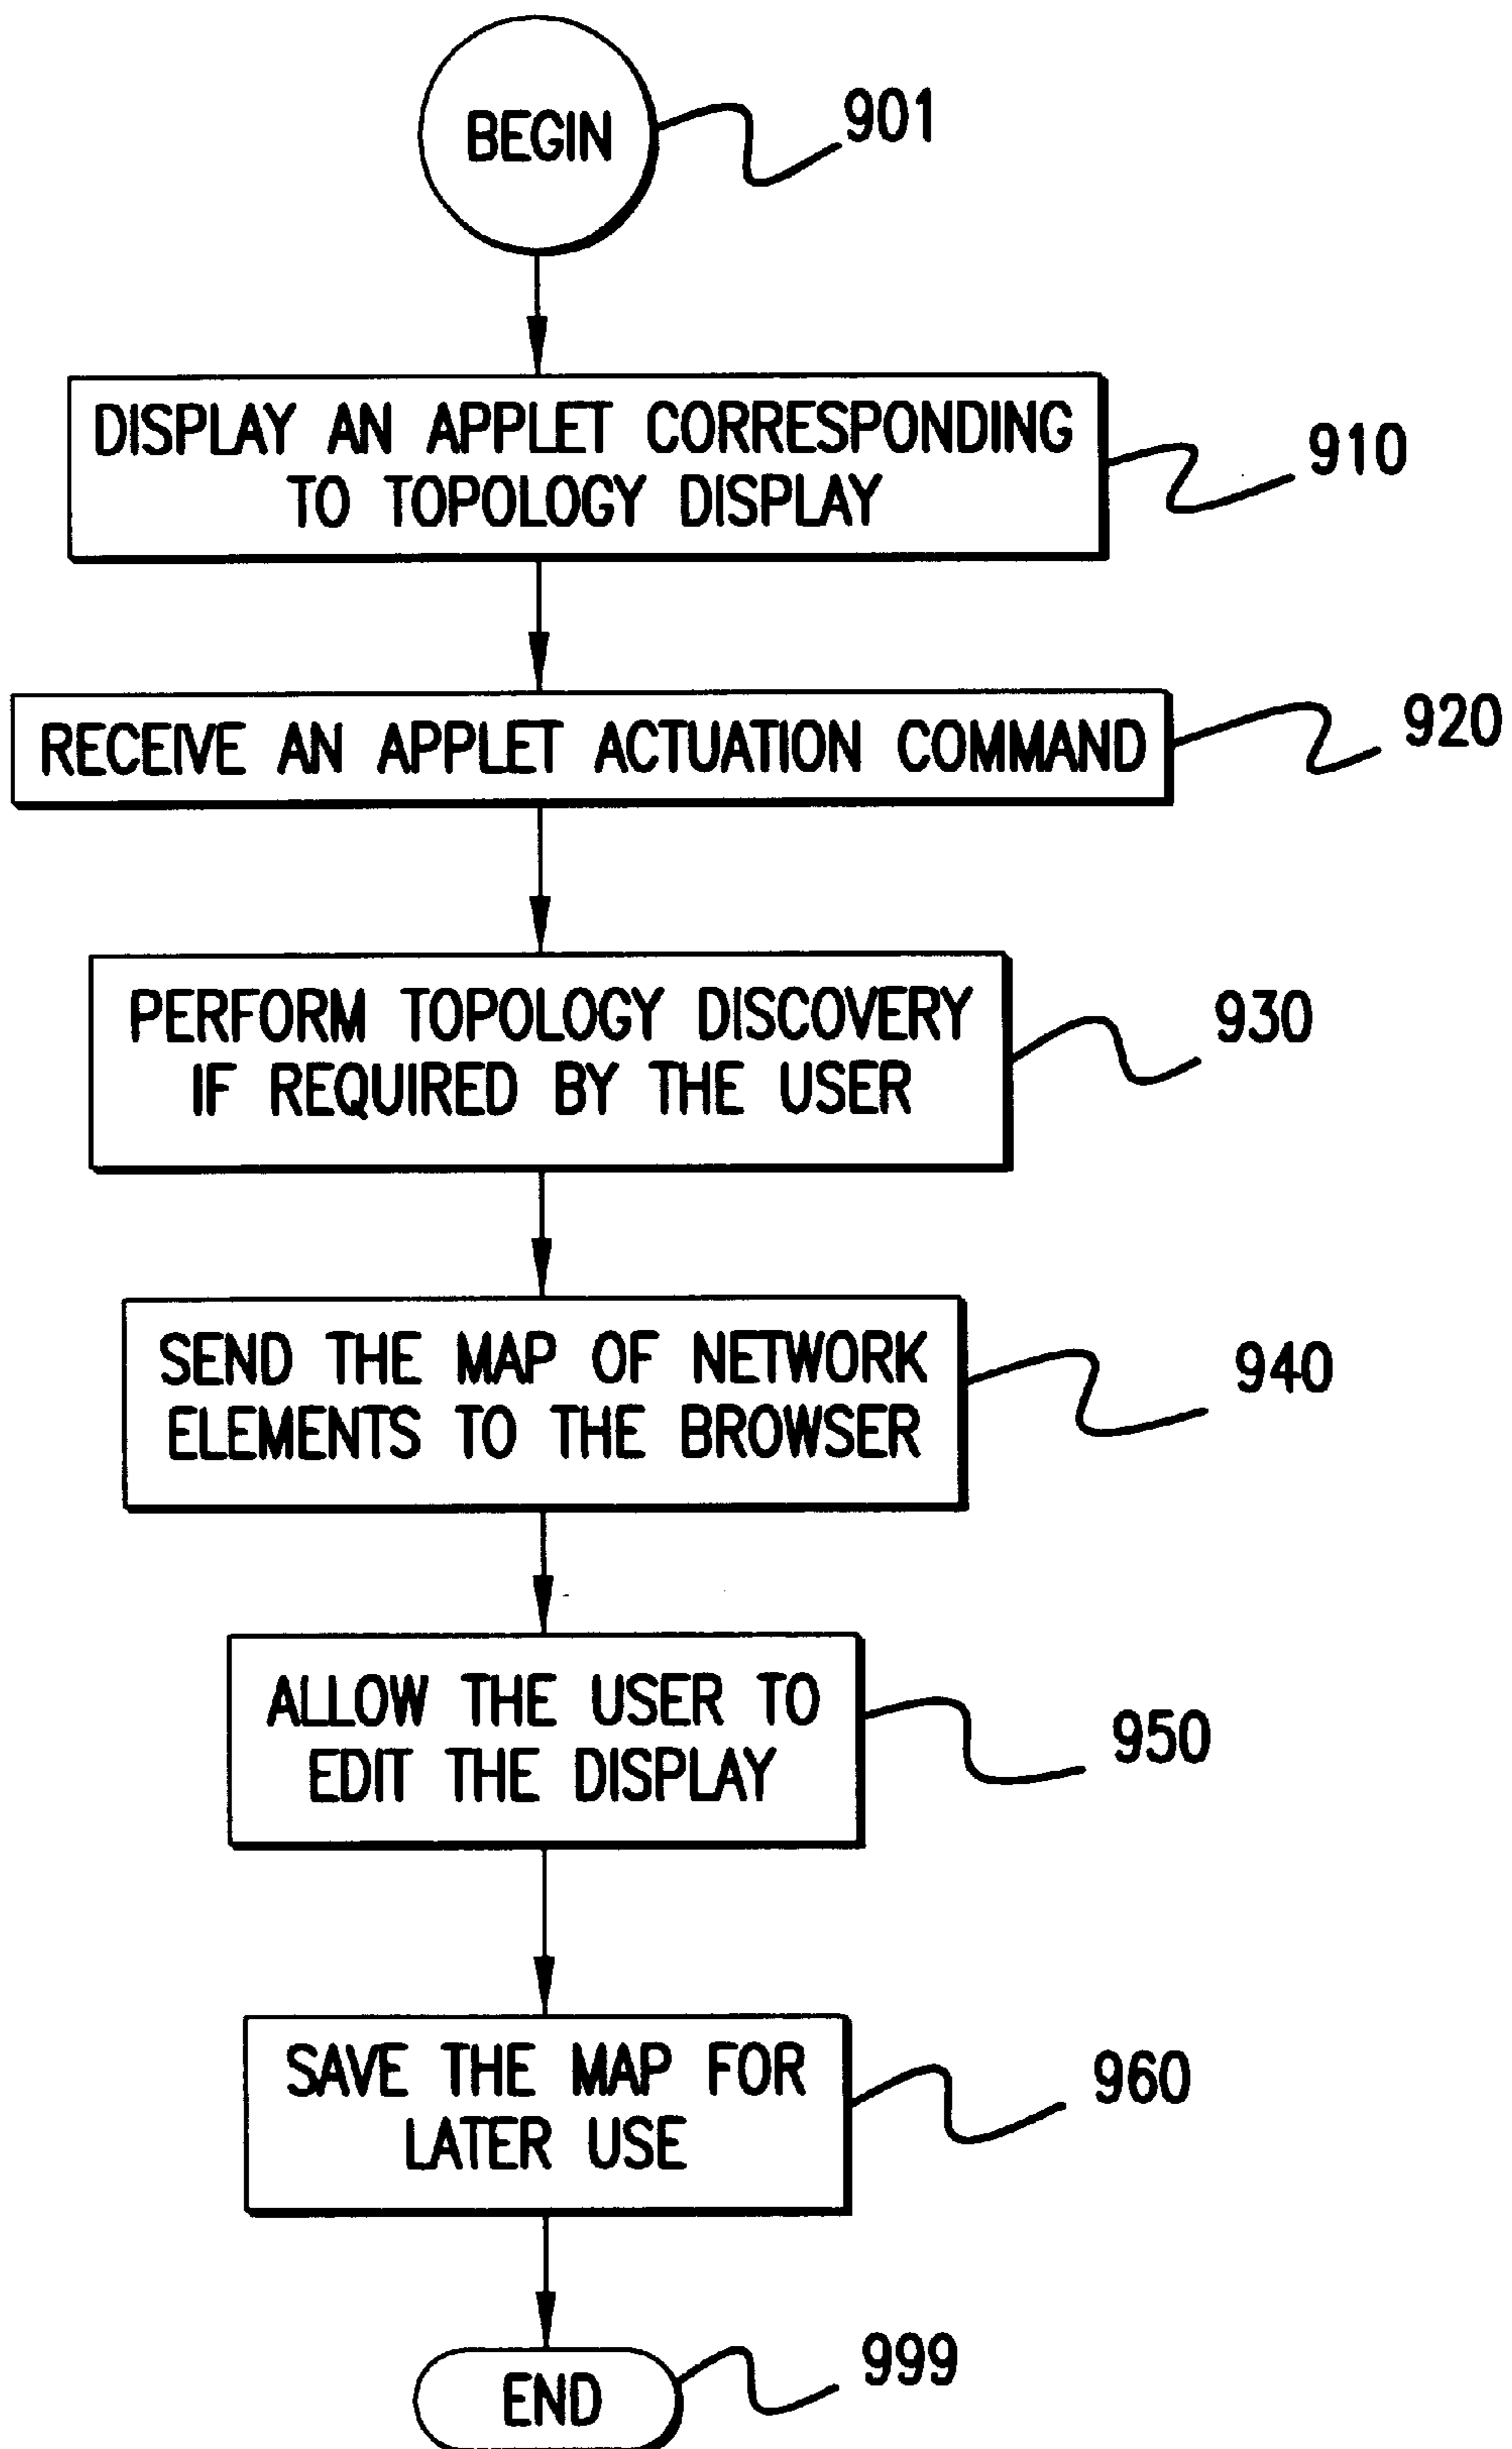 BEGIN
901
DISPLAY AN APPLET CORRESPONDING
TO TOPOLOGY DISPLAY
910
RECEIVE AN APPLET ACTUATION COMMAND
920
PERFORM TOPOLOGY DISCOVERY
IF REQUIRED BY THE USER
930
SEND THE MAP OF NETWORK
ELEMENTS TO THE BROWSER
940
ALLOW THE USER TO
EDIT THE DISPLAY
950
SAVE THE MAP FOR
LATER USE
960
END
999